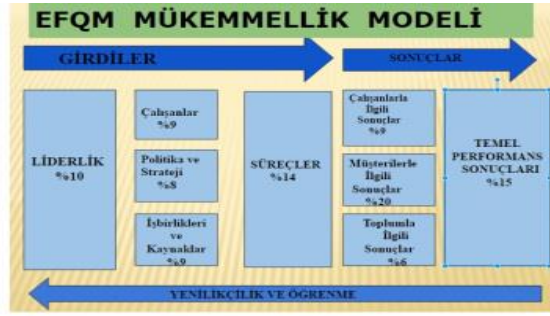 EFQM MÜKEMMELLİK MODELİ
GİRDİLER
SONUÇLAR
LİDERLİK
%10
Çalışanlar
%9
Politika ve
Strateji
%8
İşbirlikleri
ve
Kaynaklar
%9
SÜREÇLER
%14
Çalışanlarla
İlgili
Sonuçlar
%9
Müşterilerle
İlgili
Sonuçlar
%20
Toplumla
İlgili
Sonuçlar
%6
TEMEL
PERFORMANS
SONUÇLARI
%15
YENİLİKÇİLİK VE ÖĞRENME